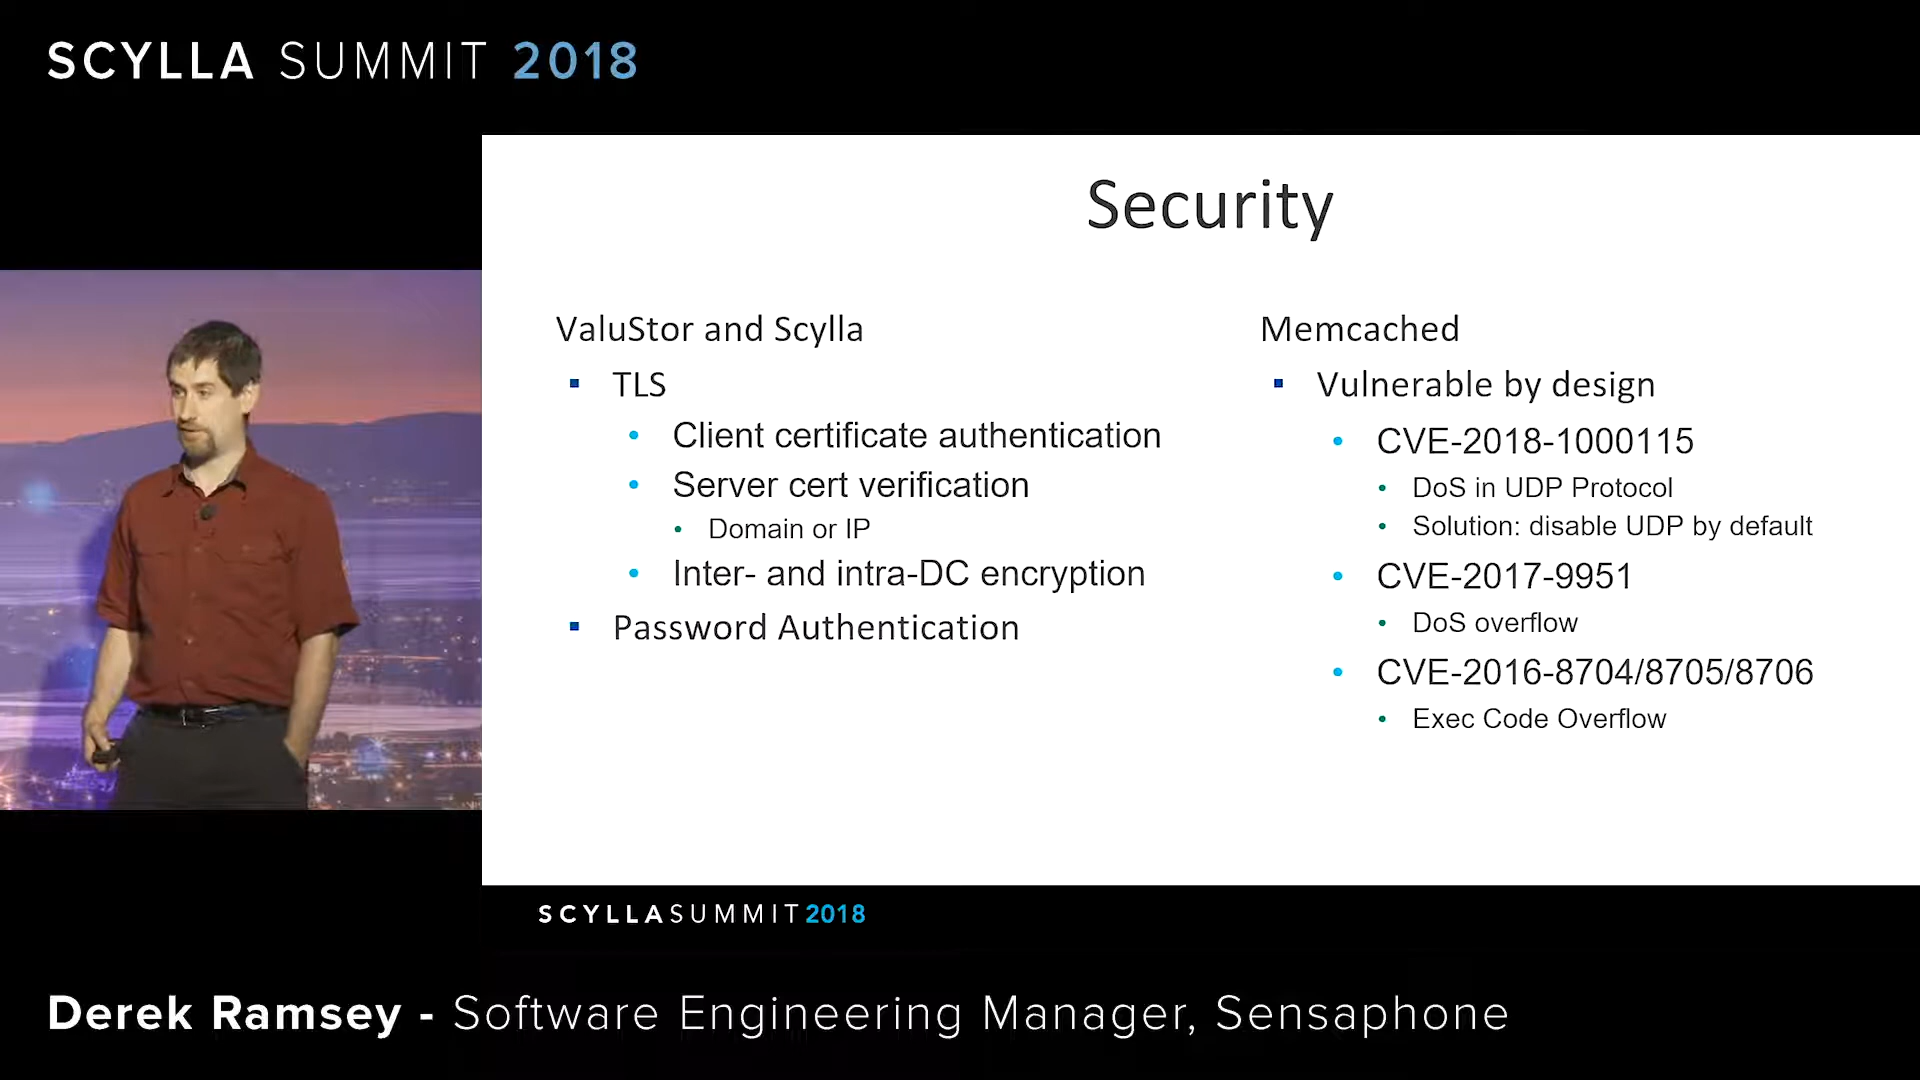 SCYLLA SUMMIT 2018
Security
ValuStor and Scylla
TLS
Client certificate authentication
Server cert verification
Domain or IP
Inter- and intra-DC encryption
Password Authentication
Memcached
Vulnerable by design
CVE-2018-1000115
DoS in UDP Protocol
Solution: disable UDP by default
CVE-2017-9951
DoS overflow
CVE-2016-8704/8705/8706
Exec Code Overflow
SCYLLASUMMIT2018
Derek Ramsey - Software Engineering Manager, Sensaphone